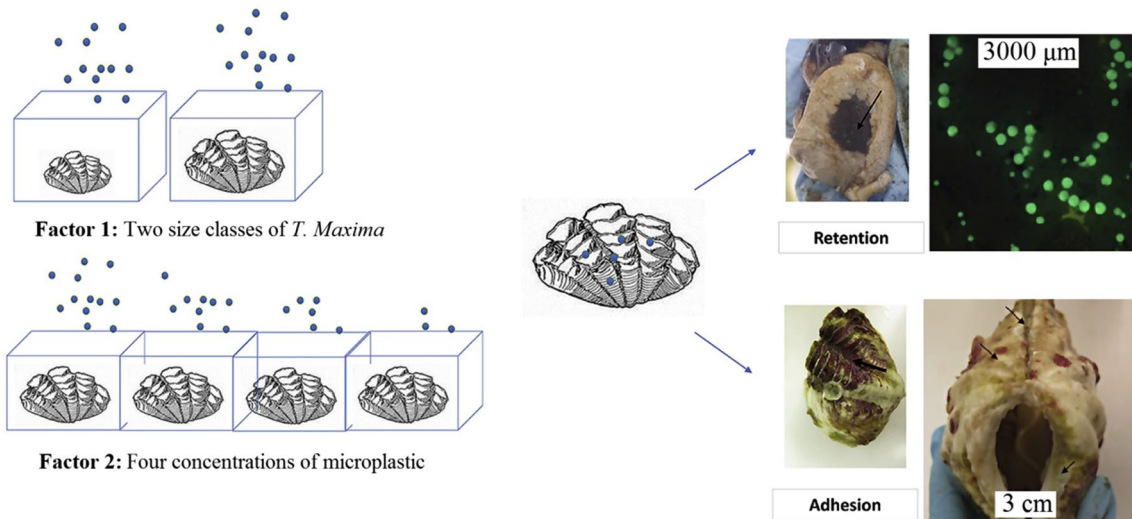 Factor 1: Two size classes of T. Maxima
Factor 2: Four concentrations of microplastic
3000 μm
Retention
Adhesion
3 cm